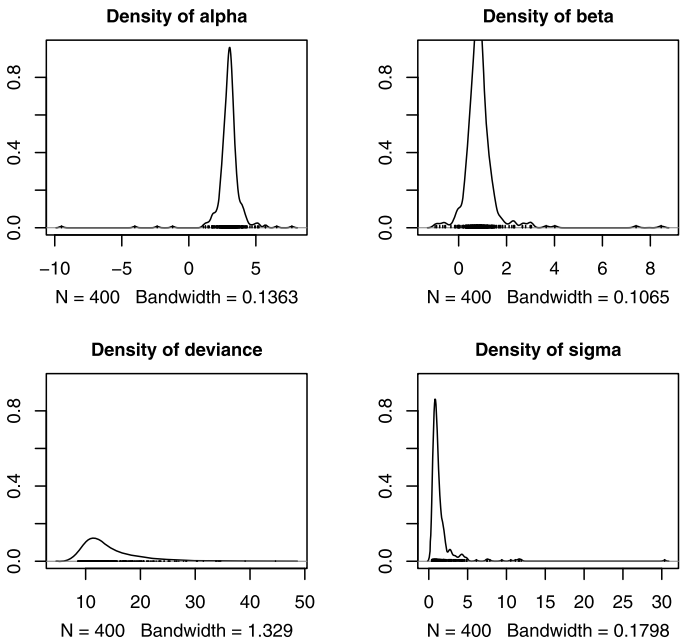 Density of alpha
0.0 0.4 0.8
−10 −5 0 5
N = 400 Bandwidth = 0.1363
Density of beta
0.0 0.4 0.8
0 2 4 6 8
N = 400 Bandwidth = 0.1065
Density of deviance
0.0 0.4 0.8
10 20 30 40 50
N = 400 Bandwidth = 1.329
Density of sigma
0.0 0.4 0.8
0 5 10 15 20 25 30
N = 400 Bandwidth = 0.1798